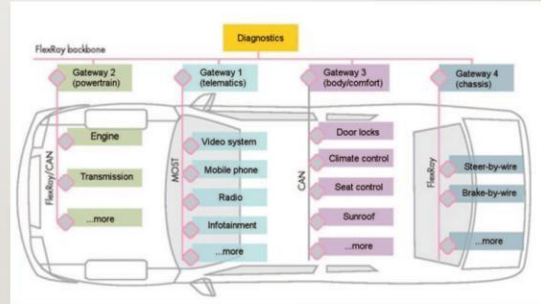 Diagnostics
FlexRay backbone
Gateway 2
(powertrain)
Gateway 1
(telematics)
Gateway 3
(body/comfort)
Gateway 4
(chassis)
FlexRay/CAN
Engine
Transmission
...more
MOST
Video system
Mobile phone
Radio
Infotainment
...more
CAN
Door locks
Climate control
Seat control
Sunroof
...more
FlexRay
Steer-by-wire
Brake-by-wire
...more